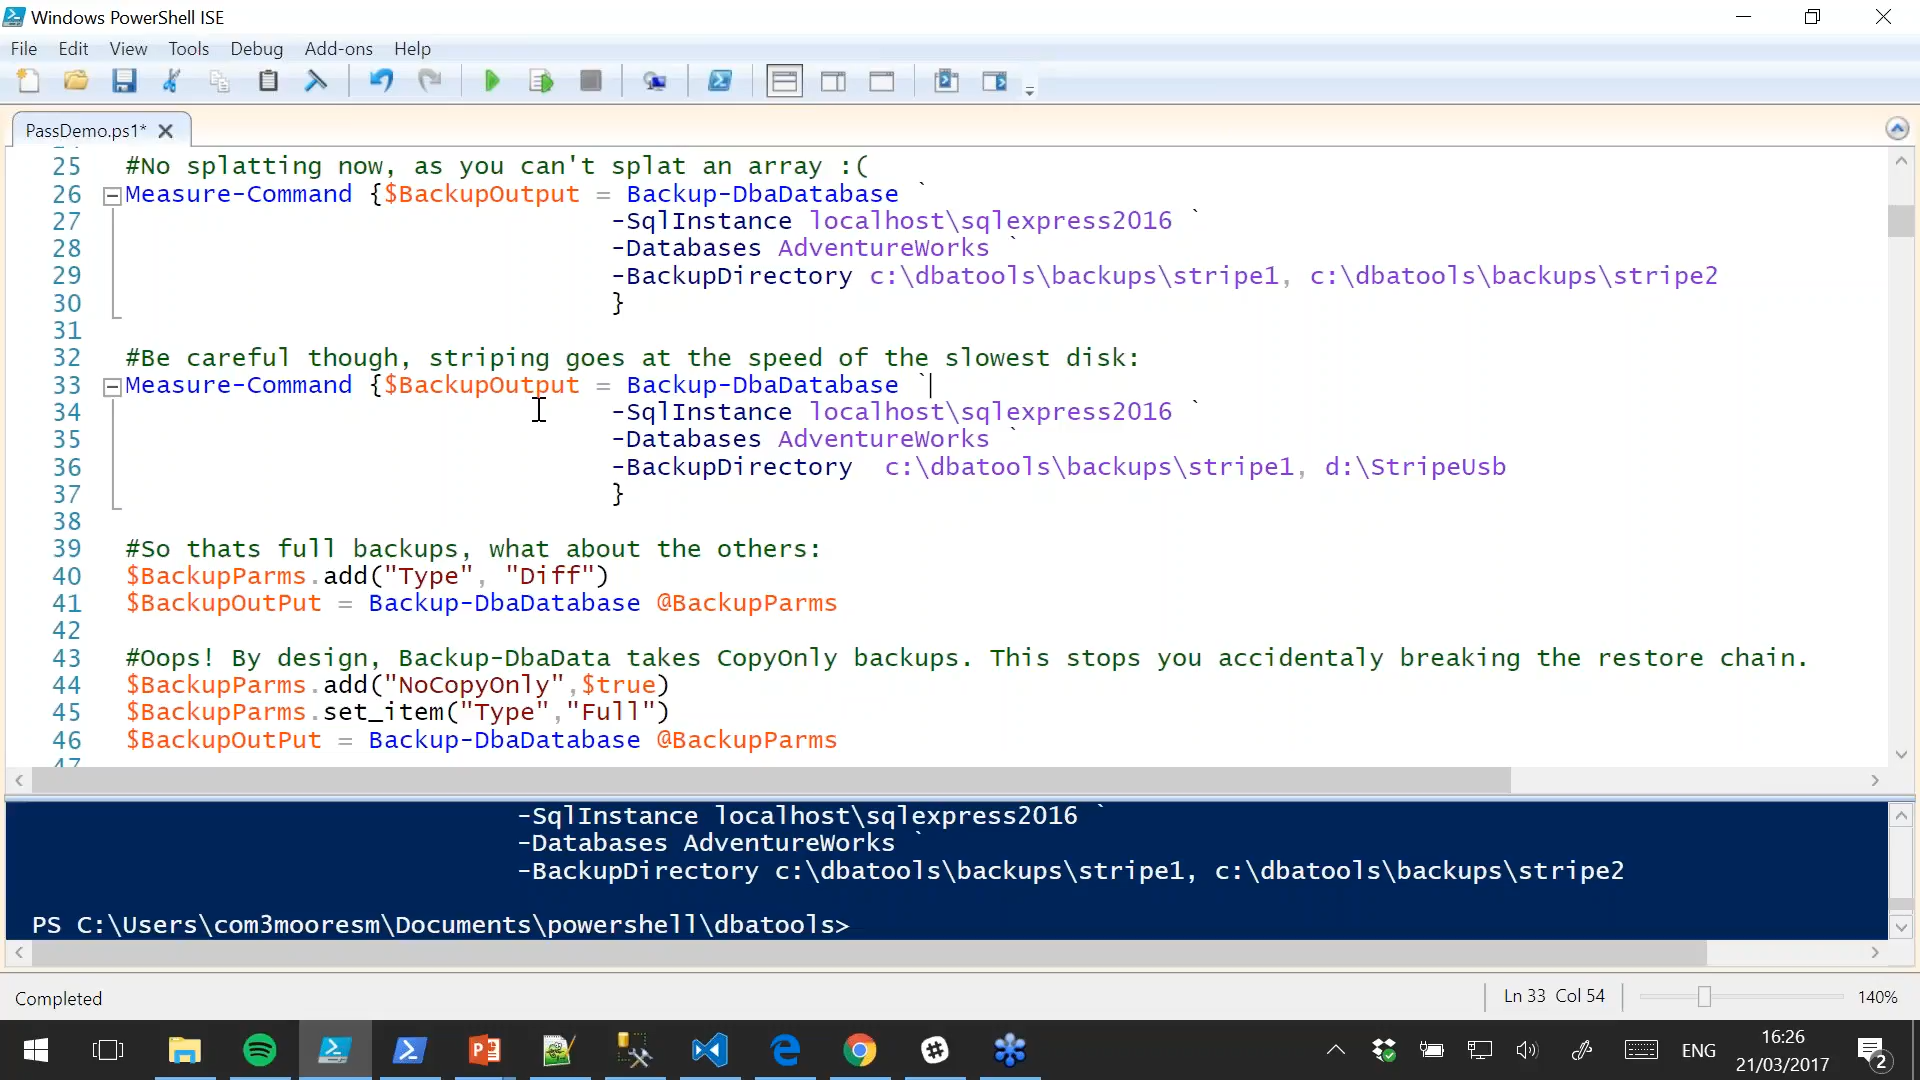 Windows PowerShell ISE
File Edit View Tools Debug Add-ons Help
PassDemo.ps1*
25 #No splatting now, as you can't splat an array :(
26 Measure-Command {$BackupOutput = Backup-DbaDatabase `
27 -SqlInstance localhost\sqlexpress2016 `
28 -Databases AdventureWorks `
29 -BackupDirectory c:\dbatools\backups\stripe1, c:\dbatools\backups\stripe2
30 }
31
32 #Be careful though, striping goes at the speed of the slowest disk:
33 Measure-Command {$BackupOutput = Backup-DbaDatabase `
34 -SqlInstance localhost\sqlexpress2016 `
35 -Databases AdventureWorks `
36 -BackupDirectory  c:\dbatools\backups\stripe1, d:\StripeUsb
37 }
38
39 #So thats full backups, what about the others:
40 $BackupParms.add("Type", "Diff")
41 $BackupOutPut = Backup-DbaDatabase @BackupParms
42
43 #Oops! By design, Backup-DbaData takes CopyOnly backups. This stops you accidentaly breaking the restore chain.
44 $BackupParms.add("NoCopyOnly",$true)
45 $BackupParms.set_item("Type","Full")
46 $BackupOutPut = Backup-DbaDatabase @BackupParms
47
-SqlInstance localhost\sqlexpress2016 `
-Databases AdventureWorks `
-BackupDirectory c:\dbatools\backups\stripe1, c:\dbatools\backups\stripe2
PS C:\Users\com3mooresm\Documents\powershell\dbatools>
Completed
Ln 33 Col 54
140%
ENG
16:26
21/03/2017
2